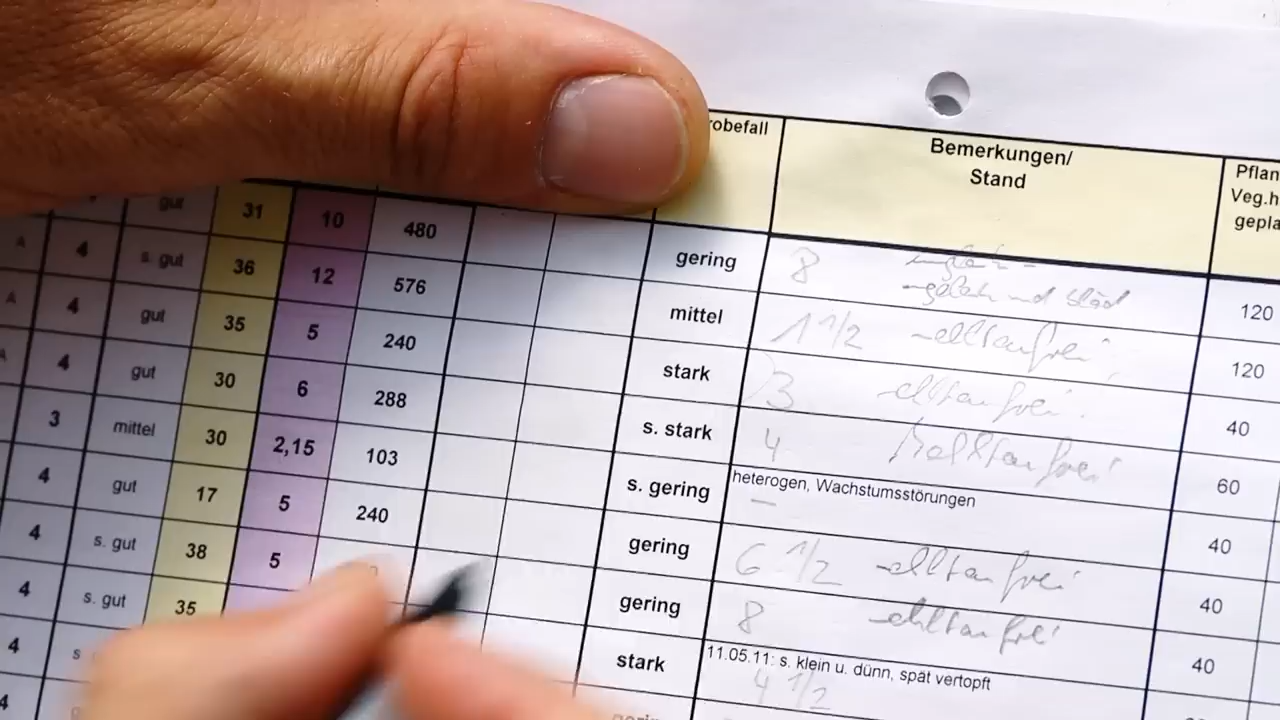 robefall
Bemerkungen/
Stand
Pflan
Veg.h
gepla
gut 31 10 480 gering 8 120
A 4 s. gut 36 12 576 mittel 1 1/2 120
A 4 gut 35 5 240 stark 3 40
A 4 gut 30 6 288 s. stark 4 60
3 mittel 30 2,15 103 s. gering heterogen, Wachstumsstörungen – 40
4 gut 17 5 240 gering 6 1/2 40
4 s. gut 38 5 gering 8 40
4 s. gut 35 stark 11.05.11: s. klein u. dünn, spät vertopft
4 1/2
4 s
4